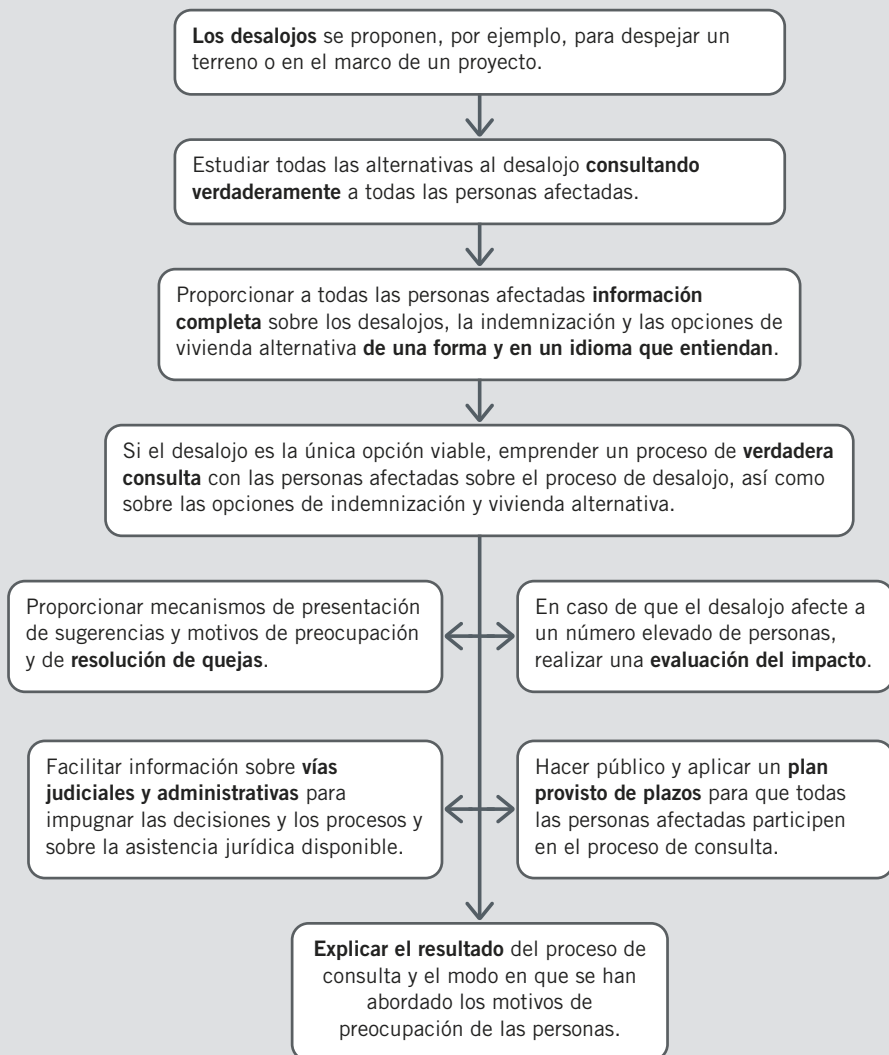 Los desalojos se proponen, por ejemplo, para despejar un
terreno o en el marco de un proyecto.
Estudiar todas las alternativas al desalojo consultando
verdaderamente a todas las personas afectadas.
Proporcionar a todas las personas afectadas información
completa sobre los desalojos, la indemnización y las opciones de
vivienda alternativa de una forma y en un idioma que entiendan.
Si el desalojo es la única opción viable, emprender un proceso de verdadera
consulta con las personas afectadas sobre el proceso de desalojo, así como
sobre las opciones de indemnización y vivienda alternativa.
Proporcionar mecanismos de presentación
de sugerencias y motivos de preocupación
y de resolución de quejas.
En caso de que el desalojo afecte a
un número elevado de personas,
realizar una evaluación del impacto.
Facilitar información sobre vías
judiciales y administrativas para
impugnar las decisiones y los procesos y
sobre la asistencia jurídica disponible.
Hacer público y aplicar un plan
provisto de plazos para que todas
las personas afectadas participen
en el proceso de consulta.
Explicar el resultado del proceso de
consulta y el modo en que se han
abordado los motivos de
preocupación de las personas.